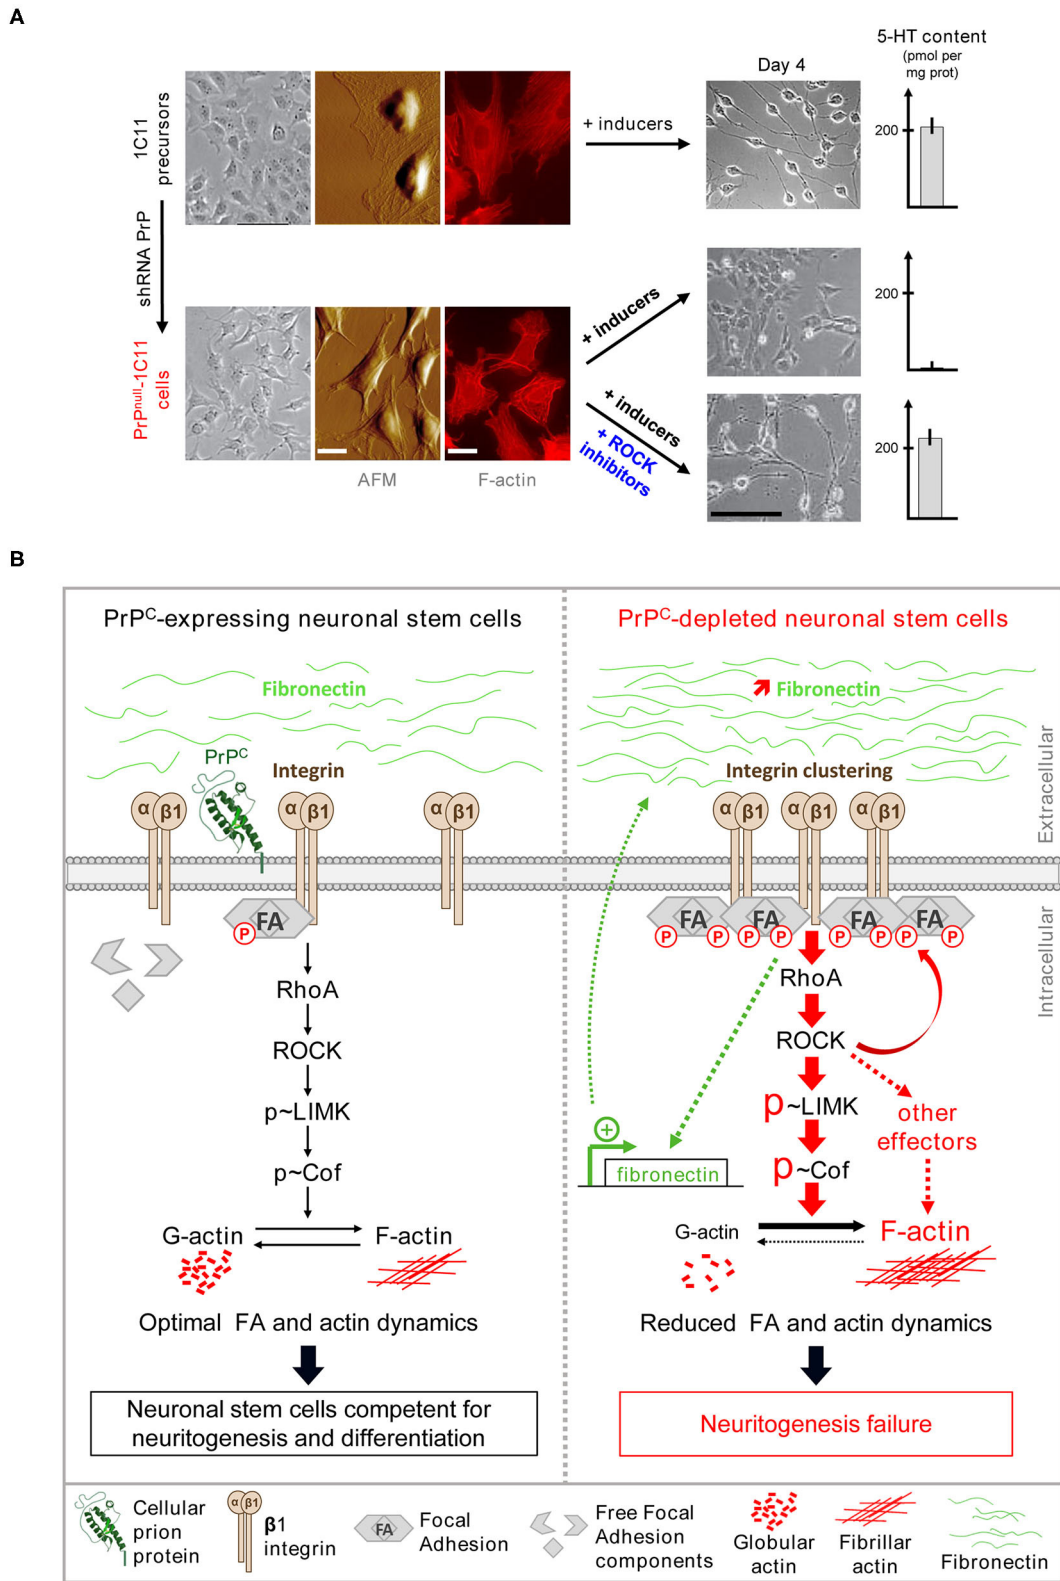 A
5-HT content
(pmol per
mg prot)
Day 4
1C11
precursors
+ inducers
200
shRNA PrP
+ inducers
200
PrPnull-1C11
cells
+ inducers
+ ROCK
inhibitors
200
AFM
F-actin
B
PrPC-expressing neuronal stem cells
PrPC-depleted neuronal stem cells
Fibronectin
Fibronectin
PrPC
Integrin
Integrin clustering
Extracellular
α β1
α β1
α β1
α β1
α β1
α β1
FA
P
FA
FA
FA
FA
P P P P P P P P
Intracellular
RhoA
RhoA
ROCK
ROCK
p~LIMK
p~LIMK
other
effectors
+
fibronectin
p~Cof
p~Cof
G-actin
F-actin
G-actin
F-actin
Optimal FA and actin dynamics
Reduced FA and actin dynamics
Neuronal stem cells competent for
neuritogenesis and differentiation
Neuritogenesis failure
Cellular
prion
protein
α β1
β1
integrin
FA
Focal
Adhesion
Free Focal
Adhesion
components
Globular
actin
Fibrillar
actin
Fibronectin